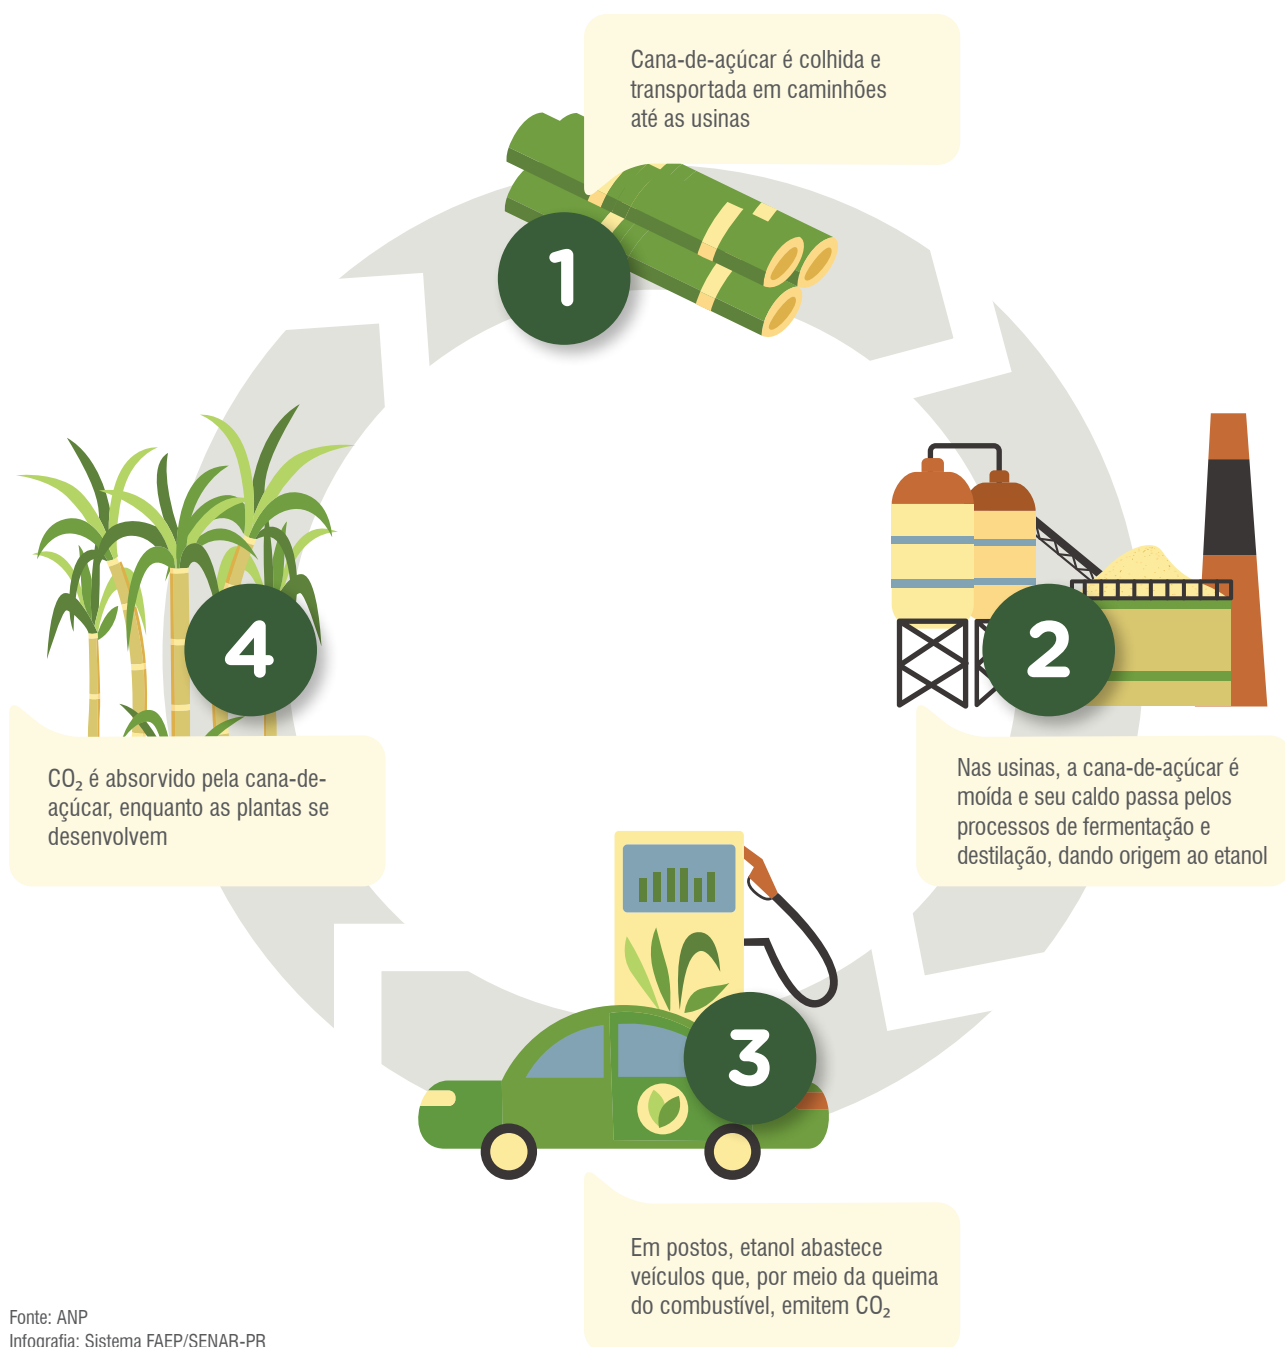 Cana-de-açúcar é colhida e
transportada em caminhões
até as usinas
1
2
Nas usinas, a cana-de-açúcar é
moída e seu caldo passa pelos
processos de fermentação e
destilação, dando origem ao etanol
3
Em postos, etanol abastece
veículos que, por meio da queima
do combustível, emitem CO₂
4
CO₂ é absorvido pela cana-de-
açúcar, enquanto as plantas se
desenvolvem
Fonte: ANP
Infografia: Sistema FAEP/SENAR-PR